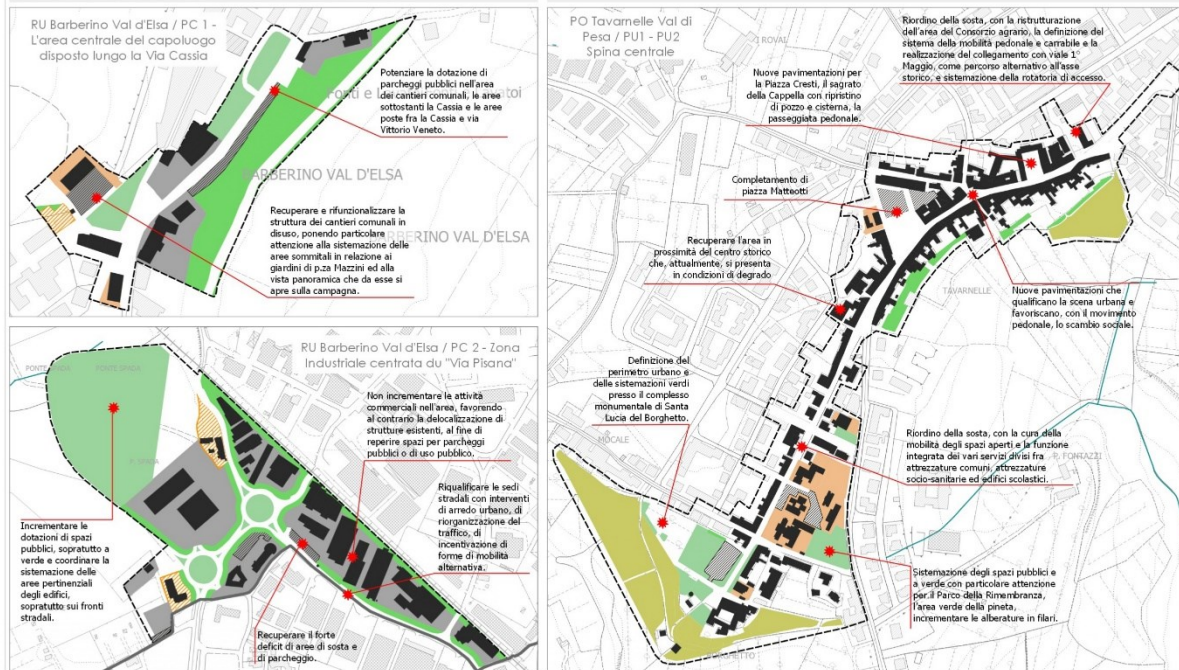 RU Barberino Val d'Elsa / PC 1 -
L'area centrale del capoluogo
disposto lungo la Via Cassia
Potenziare la dotazione di
parcheggi pubblici nell'area
dei cantieri comunali, le aree
sottostanti la Cassia e le aree
poste fra la Cassia e via
Vittorio Veneto.
BARBERINO VAL D'ELSA
Recuperare e rifunzionalizzare la
struttura dei cantieri comunali in
disuso, ponendo particolare
attenzione alla sistemazione delle
aree sommitali in relazione ai
giardini di p.za Mazzini ed alla
vista panoramica che da esse si
apre sulla campagna.
BARBERINO VAL D'ELSA
RU Barberino Val d'Elsa / PC 2 - Zona
Industriale centrata du "Via Pisana"
PONTE SPADA
Non incrementare le attività
commerciali nell'area, favorendo
al contrario la delocalizzazione di
strutture esistenti, al fine di
reperire spazi per parcheggi
pubblici o di uso pubblico.
Riqualificare le sedi
stradali con interventi
di arredo urbano, di
riorganizzazione del
traffico, di
incentivazione di
forme di mobilità
alternativa.
Incrementare le
dotazioni di spazi
pubblici, sopratutto a
verde e coordinare la
sistemazione delle
aree pertinenziali
degli edifici,
sopratutto sui fronti
stradali.
Recuperare il forte
deficit di aree di sosta e
di parcheggio.
PO Tavarnelle Val di
Pesa / PU1 - PU2
Spina centrale
I ROVAI
Riordino della sosta, con la ristrutturazione
dell'area del Consorzio agrario, la definizione del
sistema della mobilità pedonale e carrabile e la
realizzazione del collegamento con viale 1°
Maggio, come percorso alternativo all'asse
storico, e sistemazione della rotatoria di accesso.
Nuove pavimentazioni per
la Piazza Cresti, il sagrato
della Cappella con ripristino
di pozzo e cisterna, la
passeggiata pedonale.
Completamento di
piazza Matteotti
Recuperare l'area in
prossimità del centro storico
che, attualmente, si presenta
in condizioni di degrado
TAVARNELLE
Nuove pavimentazioni che
qualificano la scena urbana e
favoriscano, con il movimento
pedonale, lo scambio sociale.
Definizione del
perimetro urbano e
delle sistemazioni verdi
presso il complesso
monumentale di Santa
Lucia del Borghetto.
MOCALE
Riordino della sosta, con la cura della
mobilità degli spazi aperti e la funzione
integrata dei vari servizi divisi fra
attrezzature comuni, attrezzature
socio-sanitarie ed edifici scolastici.
P. FONTAZZI
Sistemazione degli spazi pubblici e
a verde con particolare attenzione
per il Parco della Rimembranza,
l'area verde della pineta,
incrementare le alberature in filari.